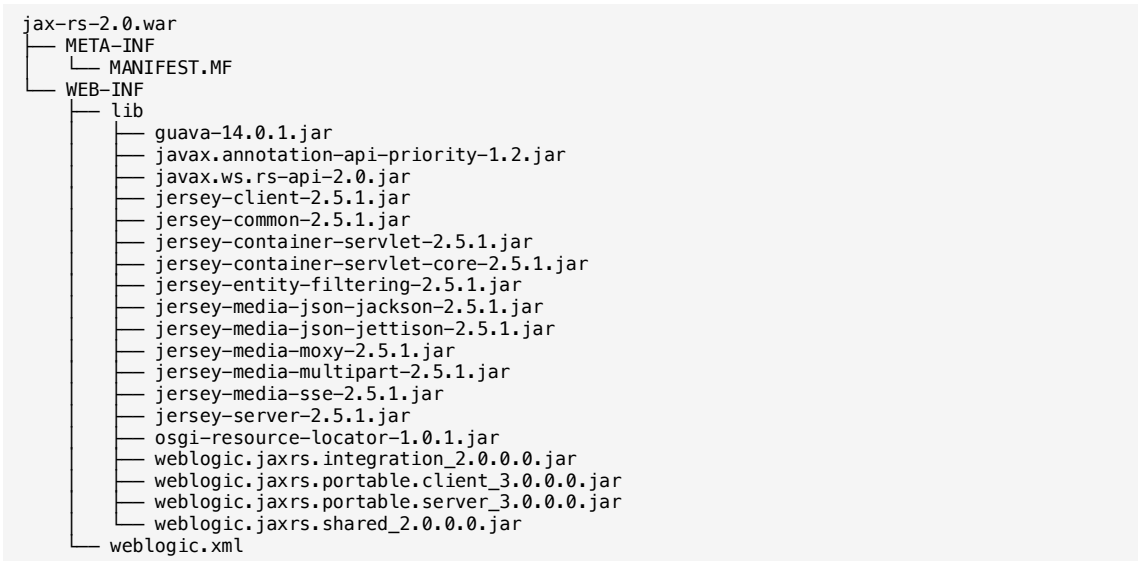 jax-rs-2.0.war
├── META-INF
│   └── MANIFEST.MF
└── WEB-INF
    ├── lib
    │   ├── guava-14.0.1.jar
    │   ├── javax.annotation-api-priority-1.2.jar
    │   ├── javax.ws.rs-api-2.0.jar
    │   ├── jersey-client-2.5.1.jar
    │   ├── jersey-common-2.5.1.jar
    │   ├── jersey-container-servlet-2.5.1.jar
    │   ├── jersey-container-servlet-core-2.5.1.jar
    │   ├── jersey-entity-filtering-2.5.1.jar
    │   ├── jersey-media-json-jackson-2.5.1.jar
    │   ├── jersey-media-json-jettison-2.5.1.jar
    │   ├── jersey-media-moxy-2.5.1.jar
    │   ├── jersey-media-multipart-2.5.1.jar
    │   ├── jersey-media-sse-2.5.1.jar
    │   ├── jersey-server-2.5.1.jar
    │   ├── osgi-resource-locator-1.0.1.jar
    │   ├── weblogic.jaxrs.integration_2.0.0.0.jar
    │   ├── weblogic.jaxrs.portable.client_3.0.0.0.jar
    │   ├── weblogic.jaxrs.portable.server_3.0.0.0.jar
    │   └── weblogic.jaxrs.shared_2.0.0.0.jar
    └── weblogic.xml